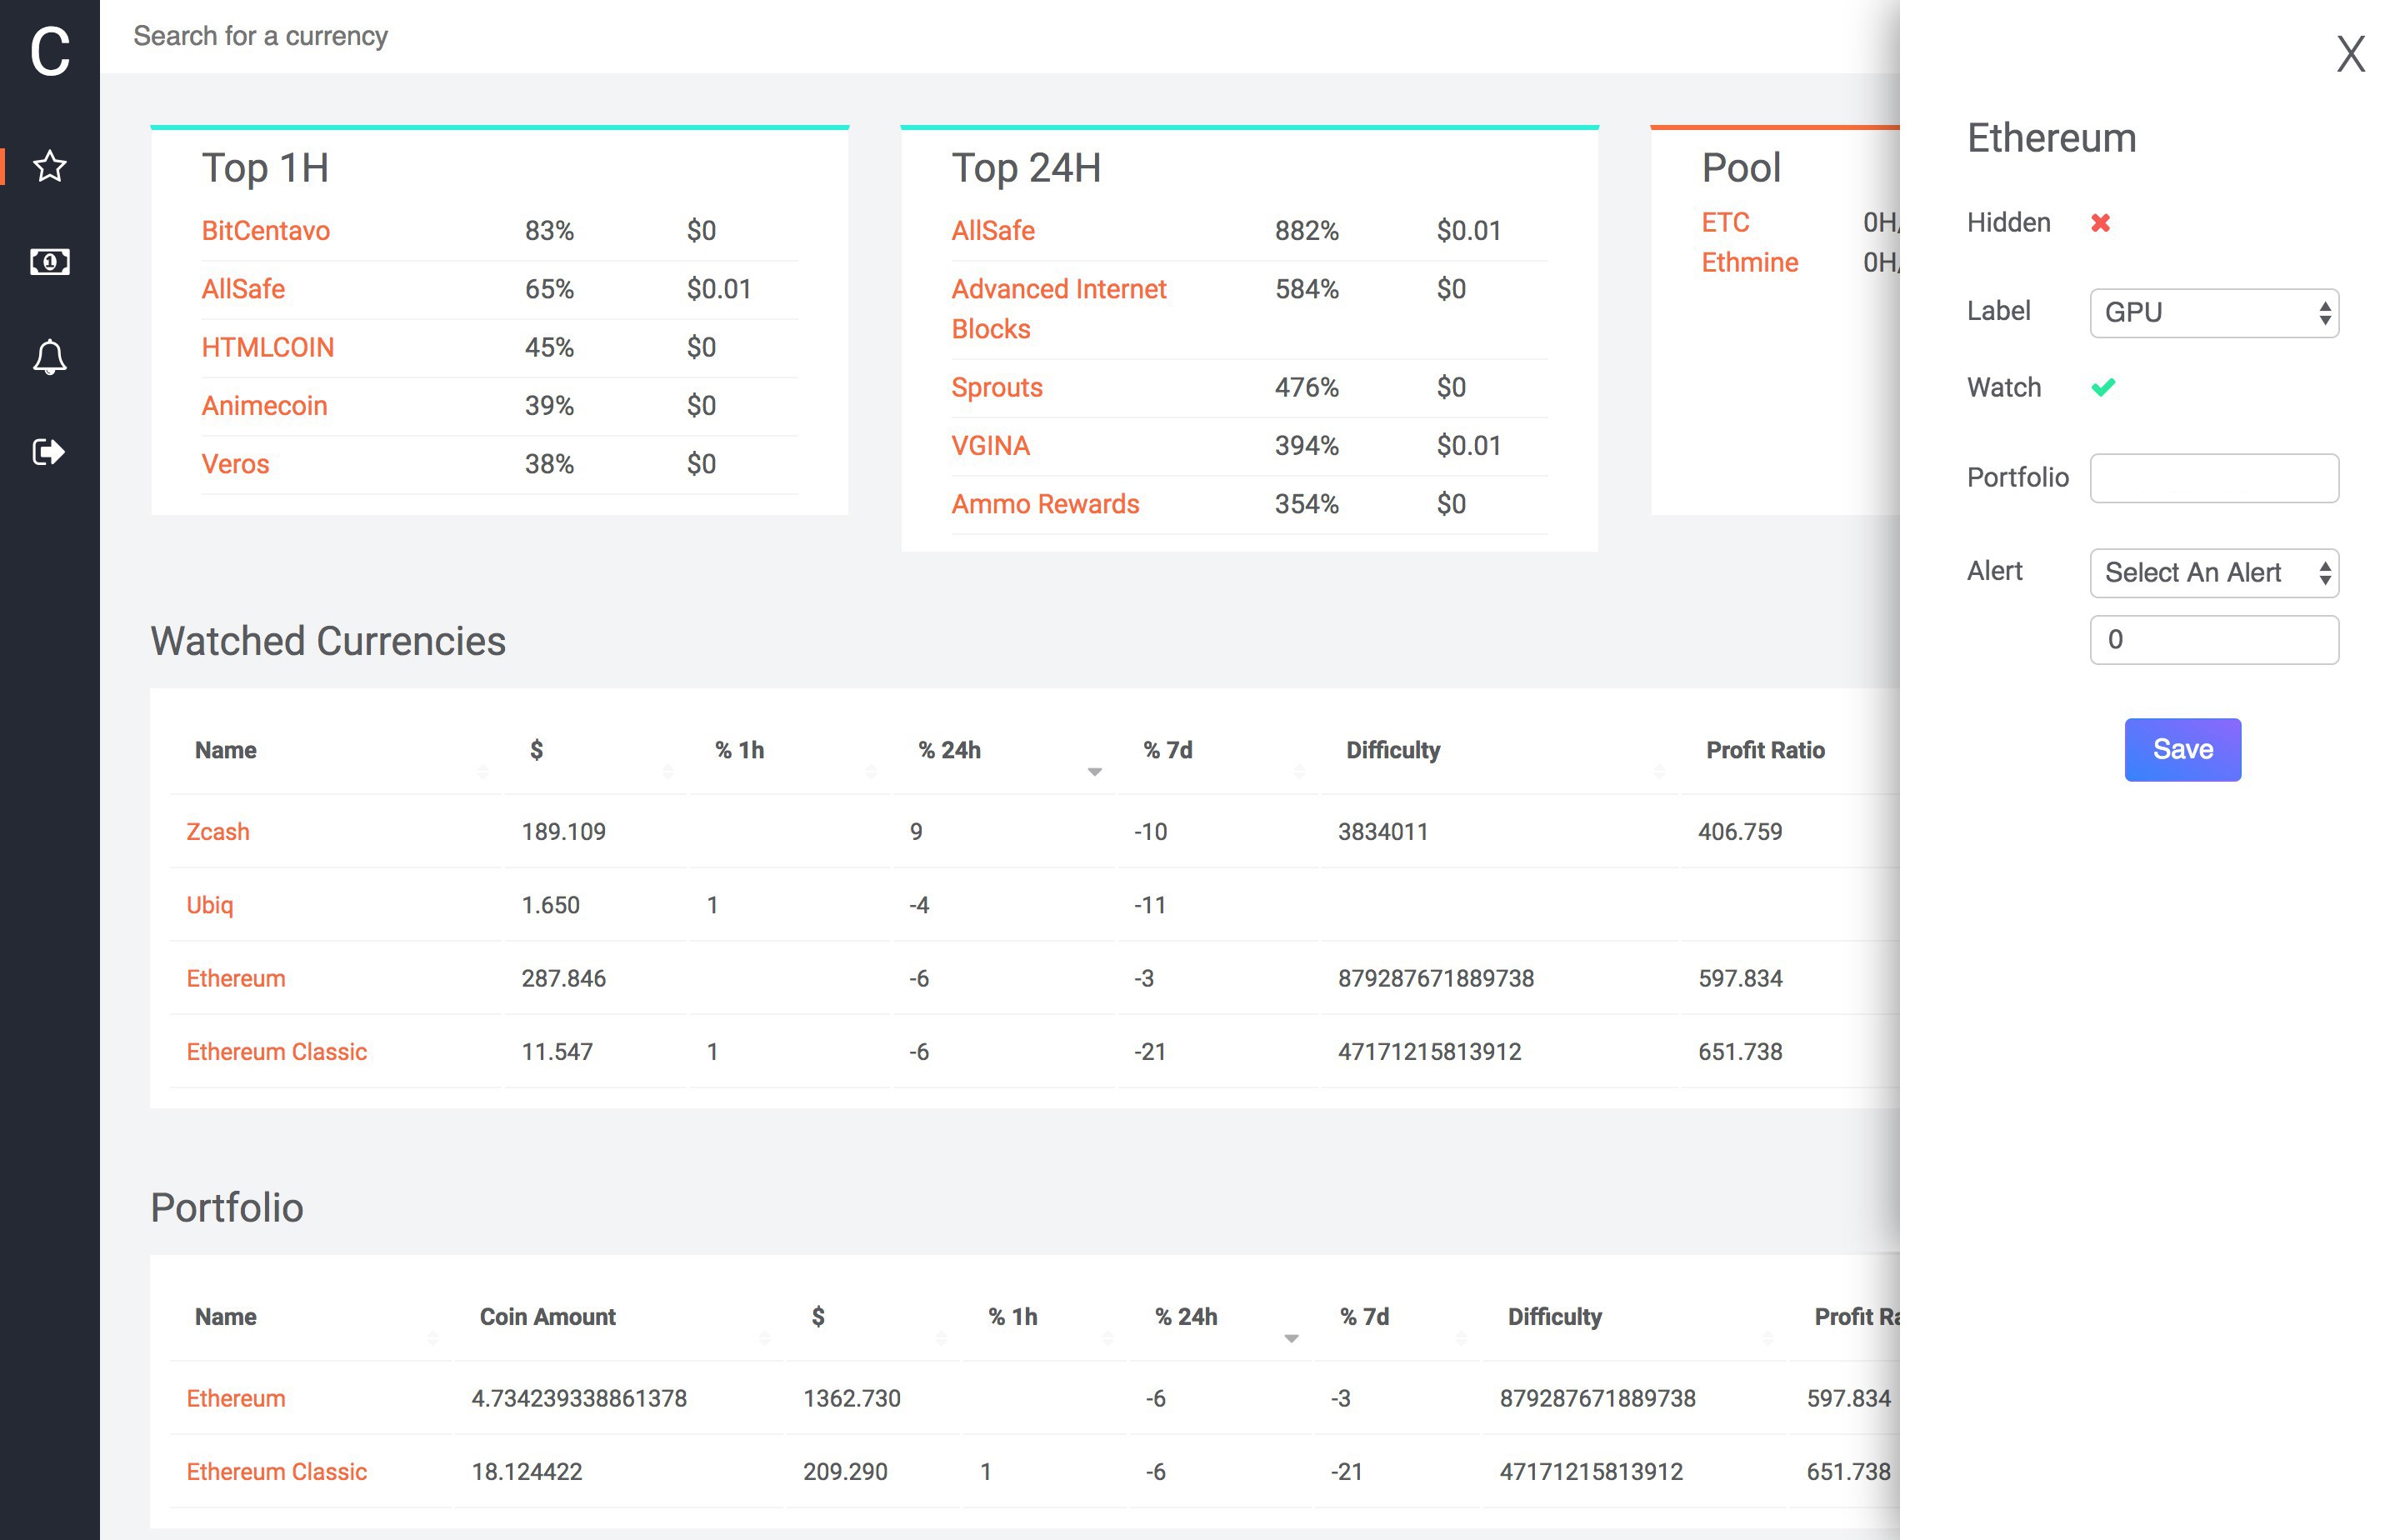 C
Search for a currency
Top 1H
BitCentavo 83% $0
AllSafe 65% $0.01
HTMLCOIN 45% $0
Animecoin 39% $0
Veros 38% $0
Top 24H
AllSafe 882% $0.01
Advanced Internet 584% $0
Blocks
Sprouts 476% $0
VGINA 394% $0.01
Ammo Rewards 354% $0
Pool
ETC 0H/
Ethmine 0H/
Watched Currencies
Name $ % 1h % 24h % 7d Difficulty Profit Ratio
Zcash 189.109 9 -10 3834011 406.759
Ubiq 1.650 1 -4 -11
Ethereum 287.846 -6 -3 879287671889738 597.834
Ethereum Classic 11.547 1 -6 -21 47171215813912 651.738
Portfolio
Name Coin Amount $ % 1h % 24h % 7d Difficulty Profit Ra
Ethereum 4.734239338861378 1362.730 -6 -3 879287671889738 597.834
Ethereum Classic 18.124422 209.290 1 -6 -21 47171215813912 651.738
X
Ethereum
Hidden
Label GPU
Watch
Portfolio
Alert Select An Alert
0
Save